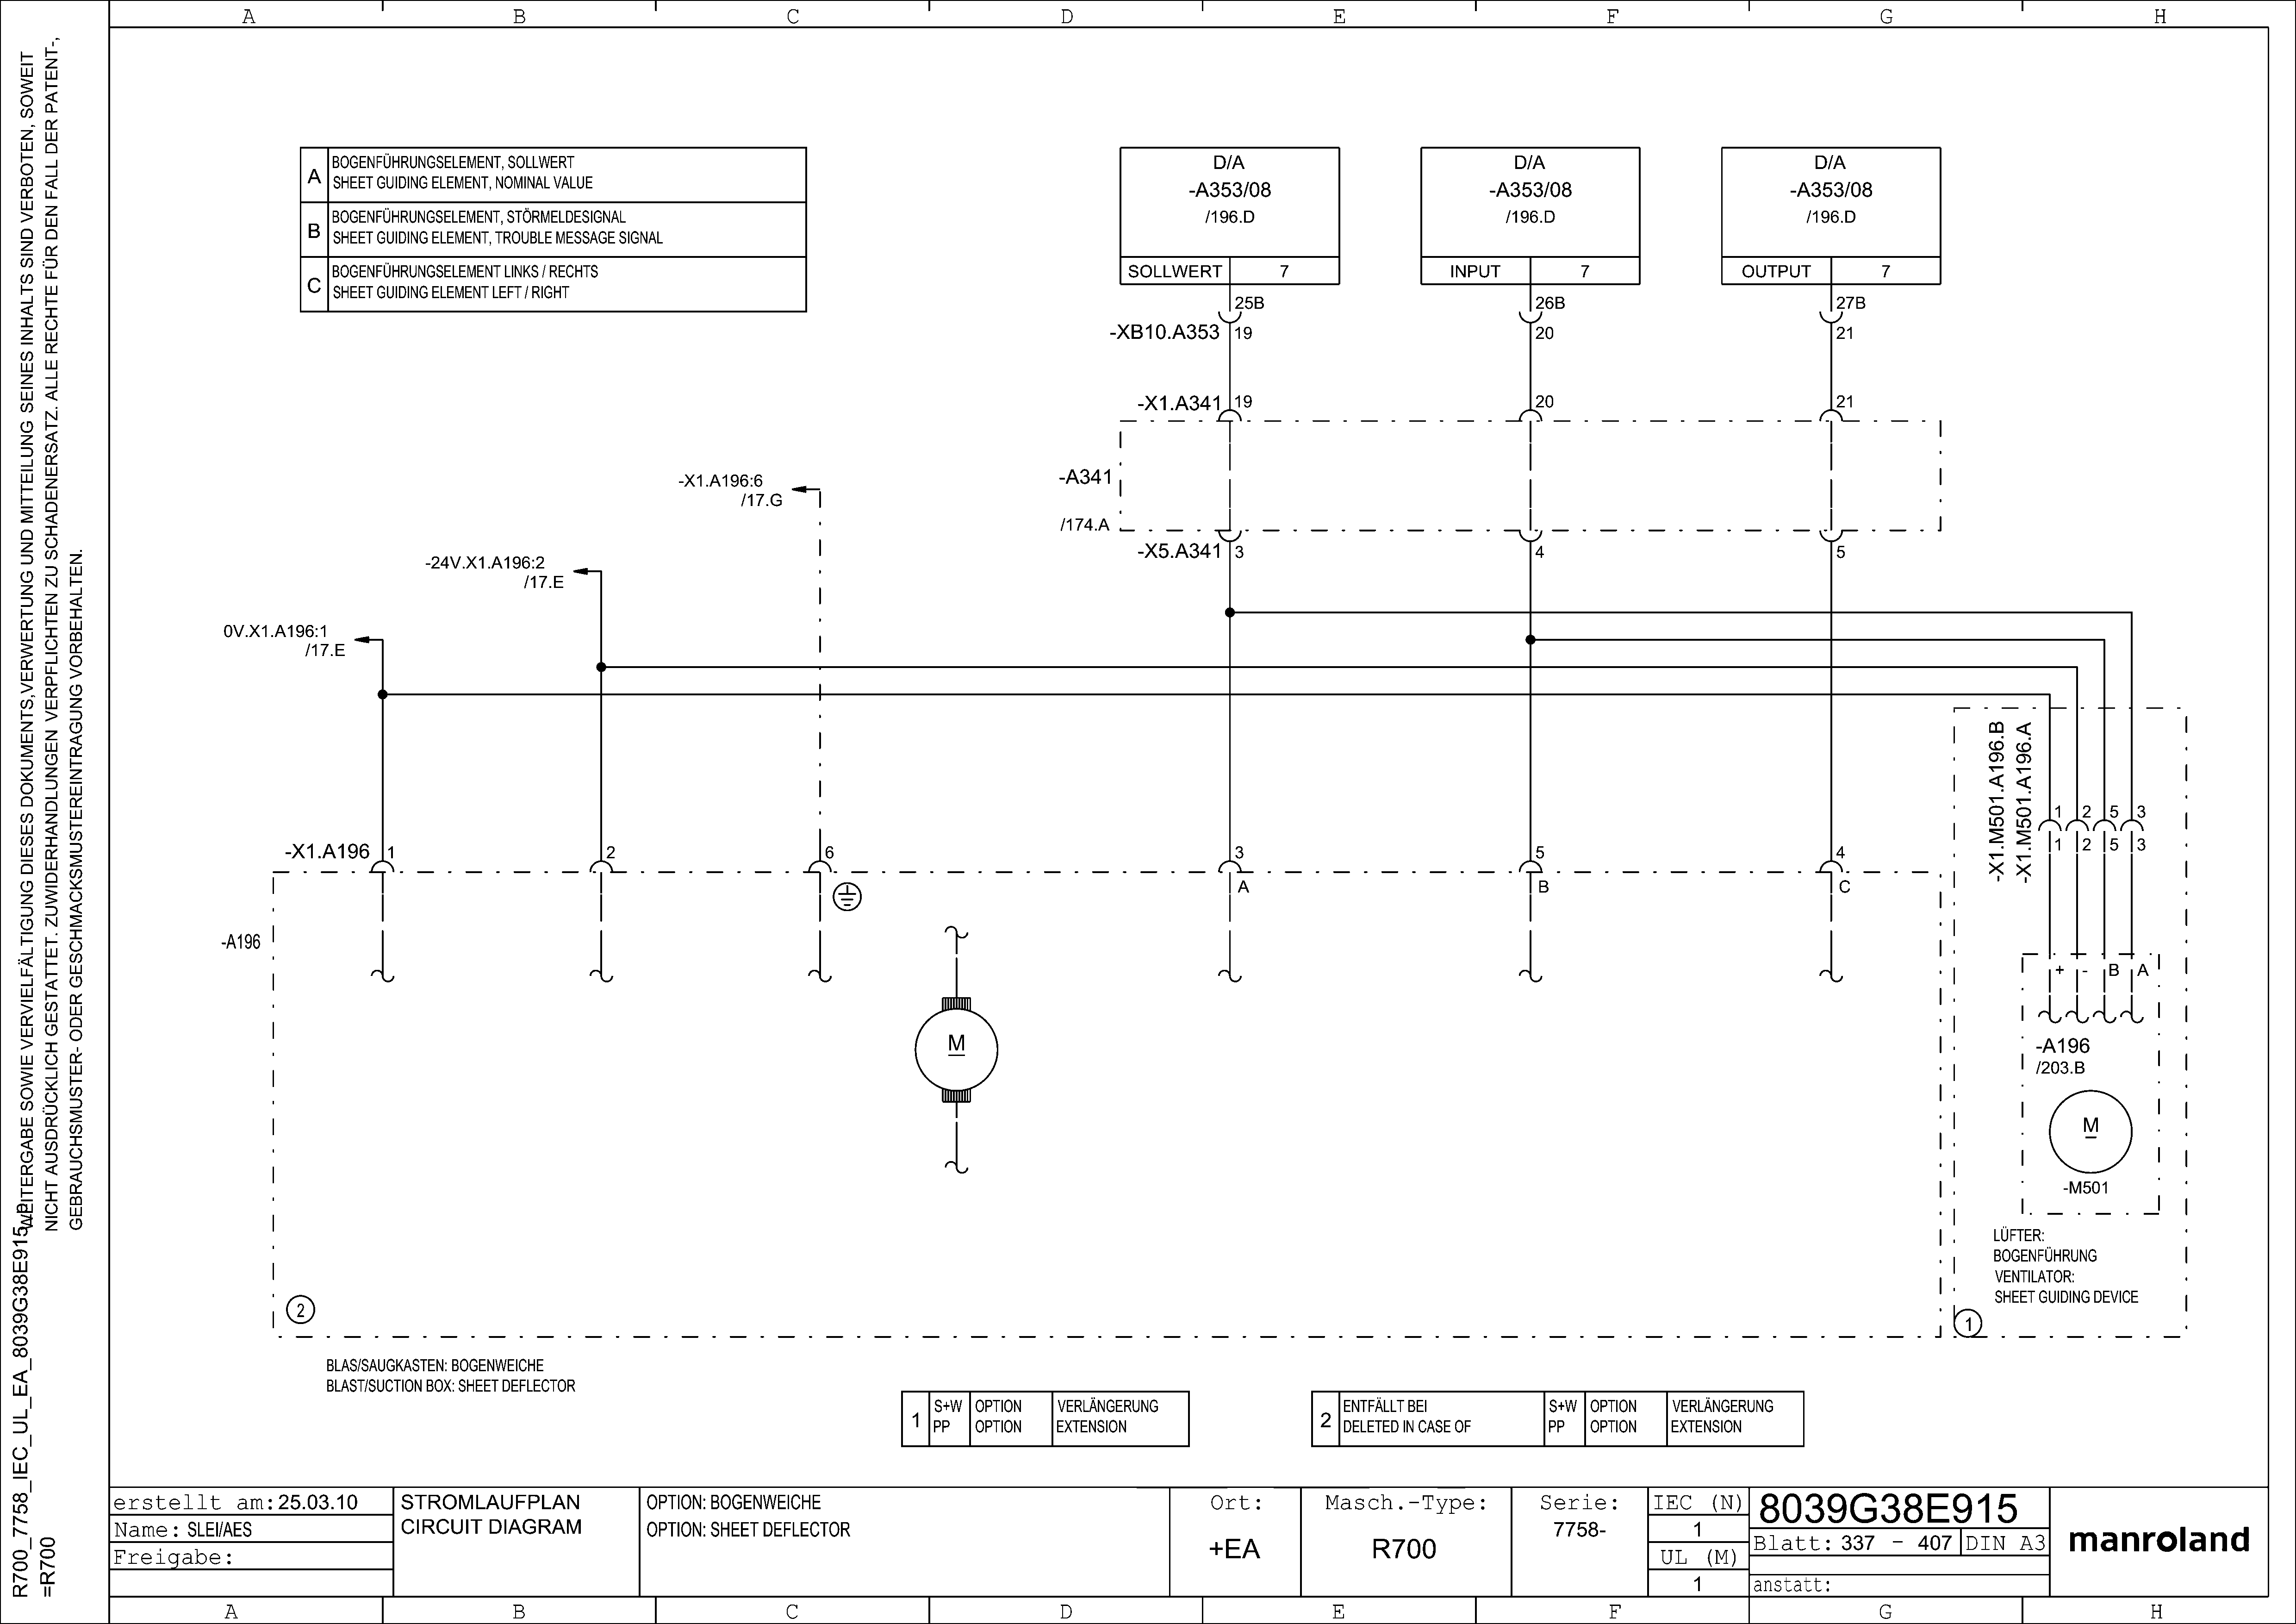 A B C D E F G H
WEITERGABE SOWIE VERVIELFÄLTIGUNG DIESES DOKUMENTS,VERWERTUNG UND MITTEILUNG SEINES INHALTS SIND VERBOTEN, SOWEIT
NICHT AUSDRÜCKLICH GESTATTET. ZUWIDERHANDLUNGEN VERPFLICHTEN ZU SCHADENERSATZ. ALLE RECHTE FÜR DEN FALL DER PATENT-,
GEBRAUCHSMUSTER- ODER GESCHMACKSMUSTEREINTRAGUNG VORBEHALTEN.
A
BOGENFÜHRUNGSELEMENT, SOLLWERT
SHEET GUIDING ELEMENT, NOMINAL VALUE
B
BOGENFÜHRUNGSELEMENT, STÖRMELDESIGNAL
SHEET GUIDING ELEMENT, TROUBLE MESSAGE SIGNAL
C
BOGENFÜHRUNGSELEMENT LINKS / RECHTS
SHEET GUIDING ELEMENT LEFT / RIGHT
D/A D/A D/A
-A353/08 -A353/08 -A353/08
/196.D /196.D /196.D
SOLLWERT 7 INPUT 7 OUTPUT 7
25B 26B 27B
-XB10.A353 19 20 21
-X1.A341 19 20 21
-A341
/174.A
-X5.A341 3 4 5
-X1.A196:6
/17.G
-24V.X1.A196:2
/17.E
0V.X1.A196:1
/17.E
-X1.M501.A196.B
-X1.M501.A196.A
1 2 5 3
1 2 5 3
-X1.A196 1 2 6 3 5 4
A B C
-A196
M
+ - B A
-A196
/203.B
M
-M501
LÜFTER:
BOGENFÜHRUNG
VENTILATOR:
SHEET GUIDING DEVICE
2
1
BLAS/SAUGKASTEN: BOGENWEICHE
BLAST/SUCTION BOX: SHEET DEFLECTOR
1
S+W OPTION VERLÄNGERUNG
PP OPTION EXTENSION
2
ENTFÄLLT BEI S+W OPTION VERLÄNGERUNG
DELETED IN CASE OF PP OPTION EXTENSION
R700_7758_IEC_UL_EA_8039G38E915_
=R700
erstellt am: 25.03.10
Name: SLEI/AES
Freigabe:
STROMLAUFPLAN
CIRCUIT DIAGRAM
OPTION: BOGENWEICHE
OPTION: SHEET DEFLECTOR
Ort:
+EA
Masch.-Type:
R700
Serie:
7758-
IEC (N)
1
UL (M)
1
8039G38E915
Blatt: 337 - 407 DIN A3
anstatt:
manroland
A B C D E F G H